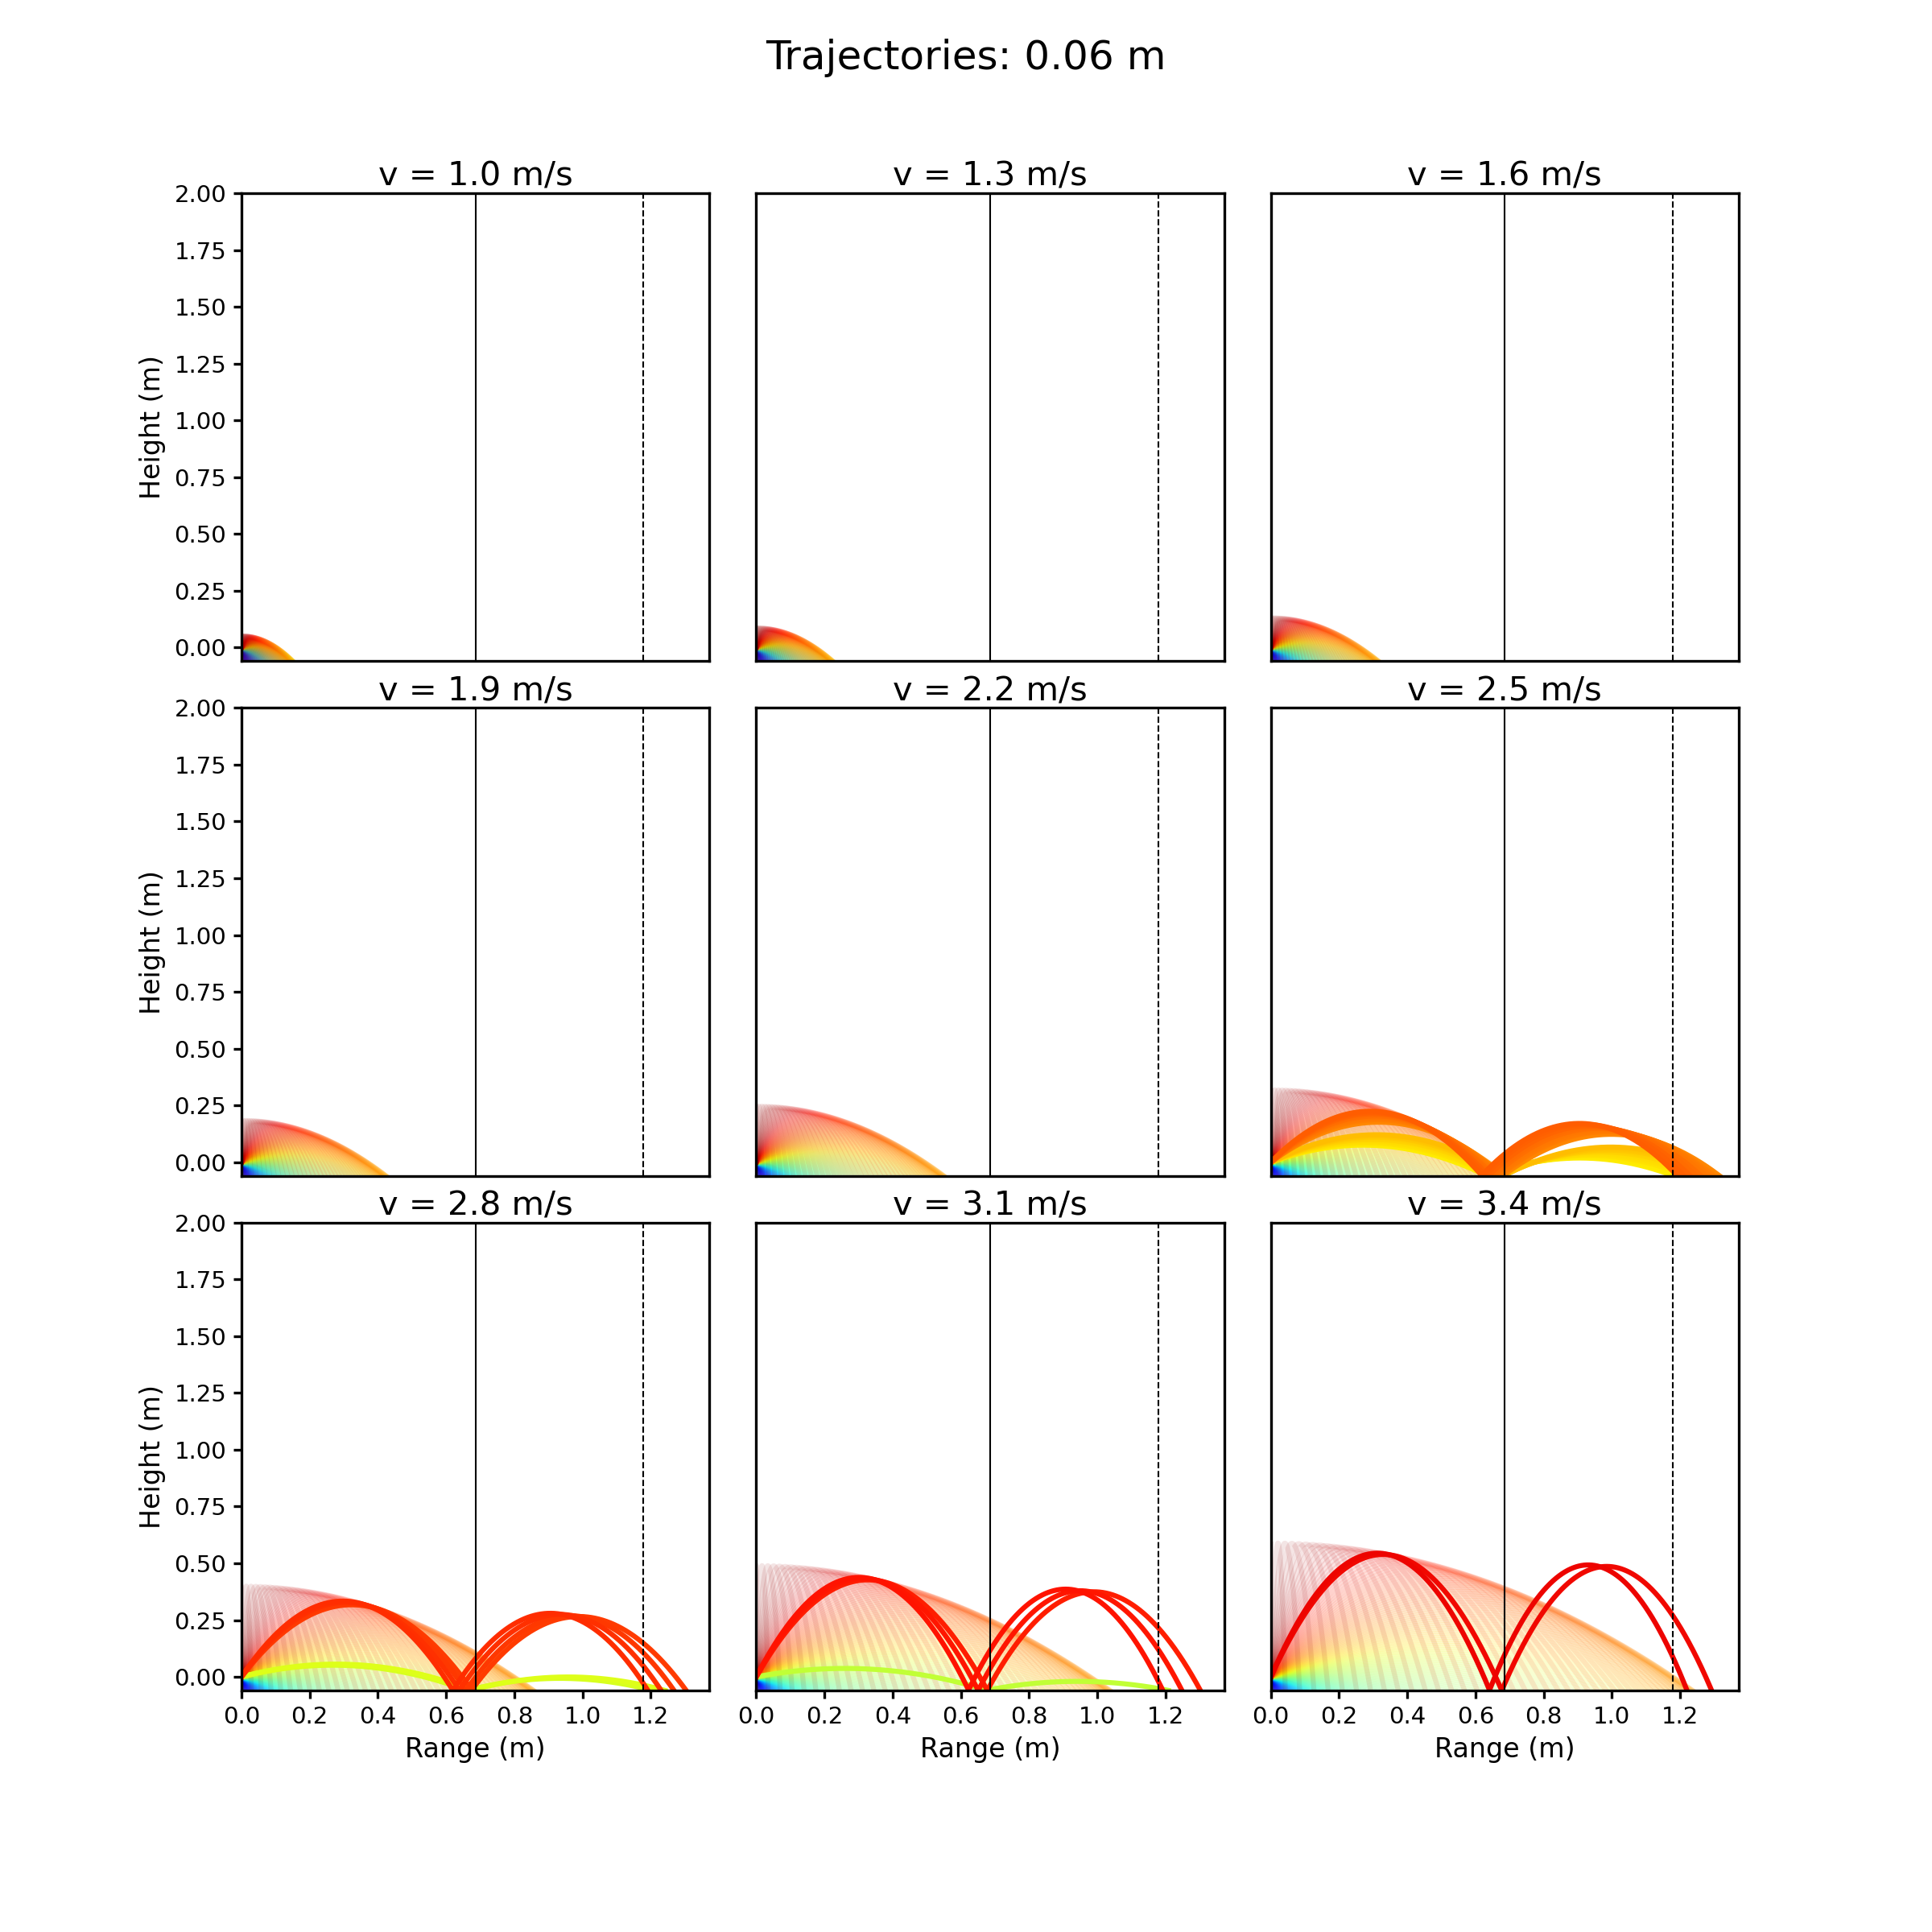 Trajectories: 0.06 m
v = 1.0 m/s
v = 1.3 m/s
v = 1.6 m/s
2.00
1.75
1.50
1.25
1.00
0.75
0.50
0.25
0.00
Height (m)
v = 1.9 m/s
v = 2.2 m/s
v = 2.5 m/s
2.00
1.75
1.50
1.25
1.00
0.75
0.50
0.25
0.00
Height (m)
v = 2.8 m/s
v = 3.1 m/s
v = 3.4 m/s
2.00
1.75
1.50
1.25
1.00
0.75
0.50
0.25
0.00
Height (m)
0.0 0.2 0.4 0.6 0.8 1.0 1.2
0.0 0.2 0.4 0.6 0.8 1.0 1.2
0.0 0.2 0.4 0.6 0.8 1.0 1.2
Range (m)
Range (m)
Range (m)